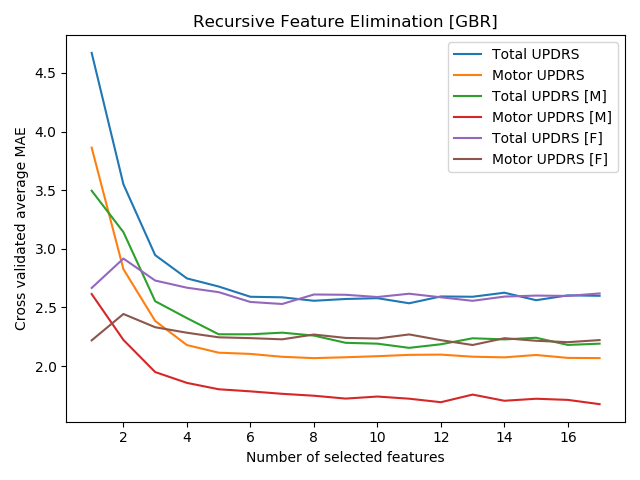 Recursive Feature Elimination [GBR]
Total UPDRS
Motor UPDRS
Total UPDRS [M]
Motor UPDRS [M]
Total UPDRS [F]
Motor UPDRS [F]
Cross validated average MAE
4.5
4.0
3.5
3.0
2.5
2.0
2 4 6 8 10 12 14 16
Number of selected features